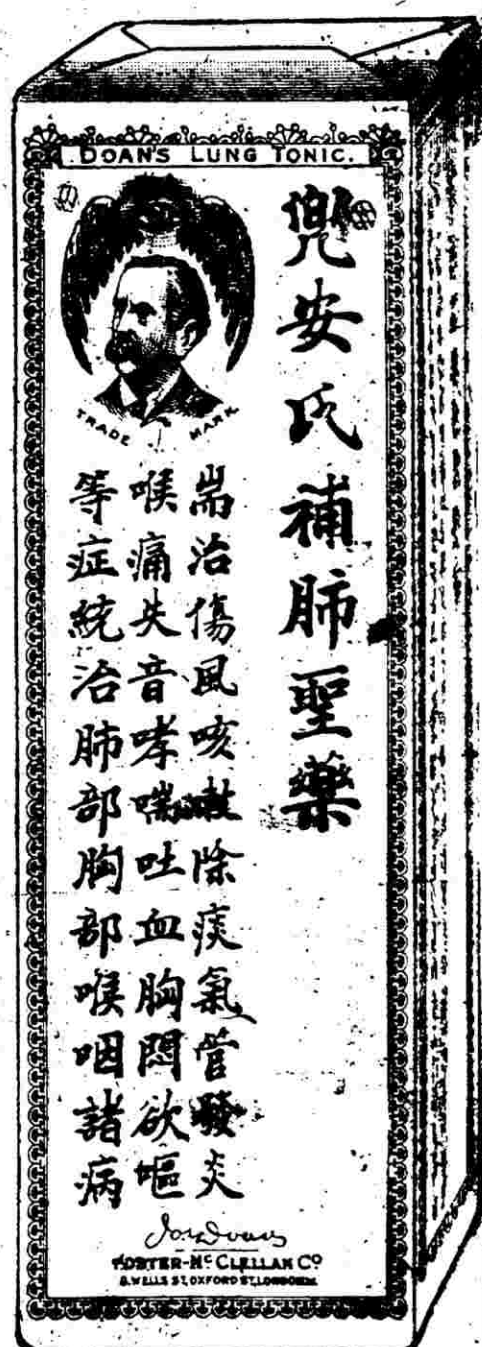 DOAN'S LUNG TONIC.
TRADE MARK
兜安氏補肺聖藥
耑治傷風咳嗽除痰氣管發炎
喉痛失音哮喘吐血胸悶欲嘔
等症統治肺部胸部喉咽諸病
FOSTER-McCLELLAN Co
8, WELLS ST, OXFORD ST, LONDON